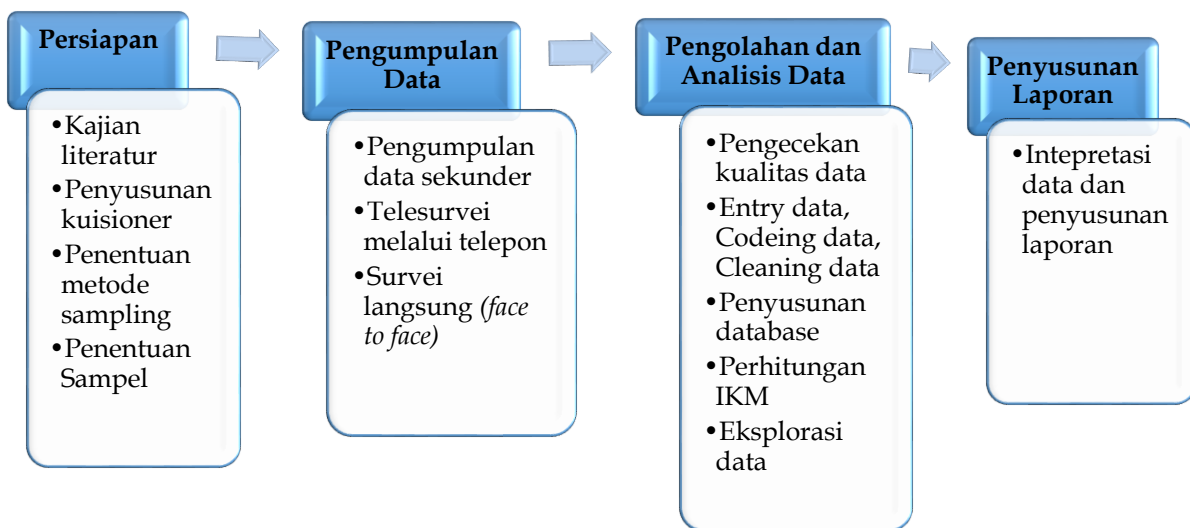 Persiapan
•Kajian
literatur
•Penyusunan
kuisioner
•Penentuan
metode
sampling
•Penentuan
Sampel
Pengumpulan
Data
•Pengumpulan
data sekunder
•Telesurvei
melalui telepon
•Survei
langsung (face
to face)
Pengolahan dan
Analisis Data
•Pengecekan
kualitas data
•Entry data,
Codeing data,
Cleaning data
•Penyusunan
database
•Perhitungan
IKM
•Eksplorasi
data
Penyusunan
Laporan
•Intepretasi
data dan
penyusunan
laporan